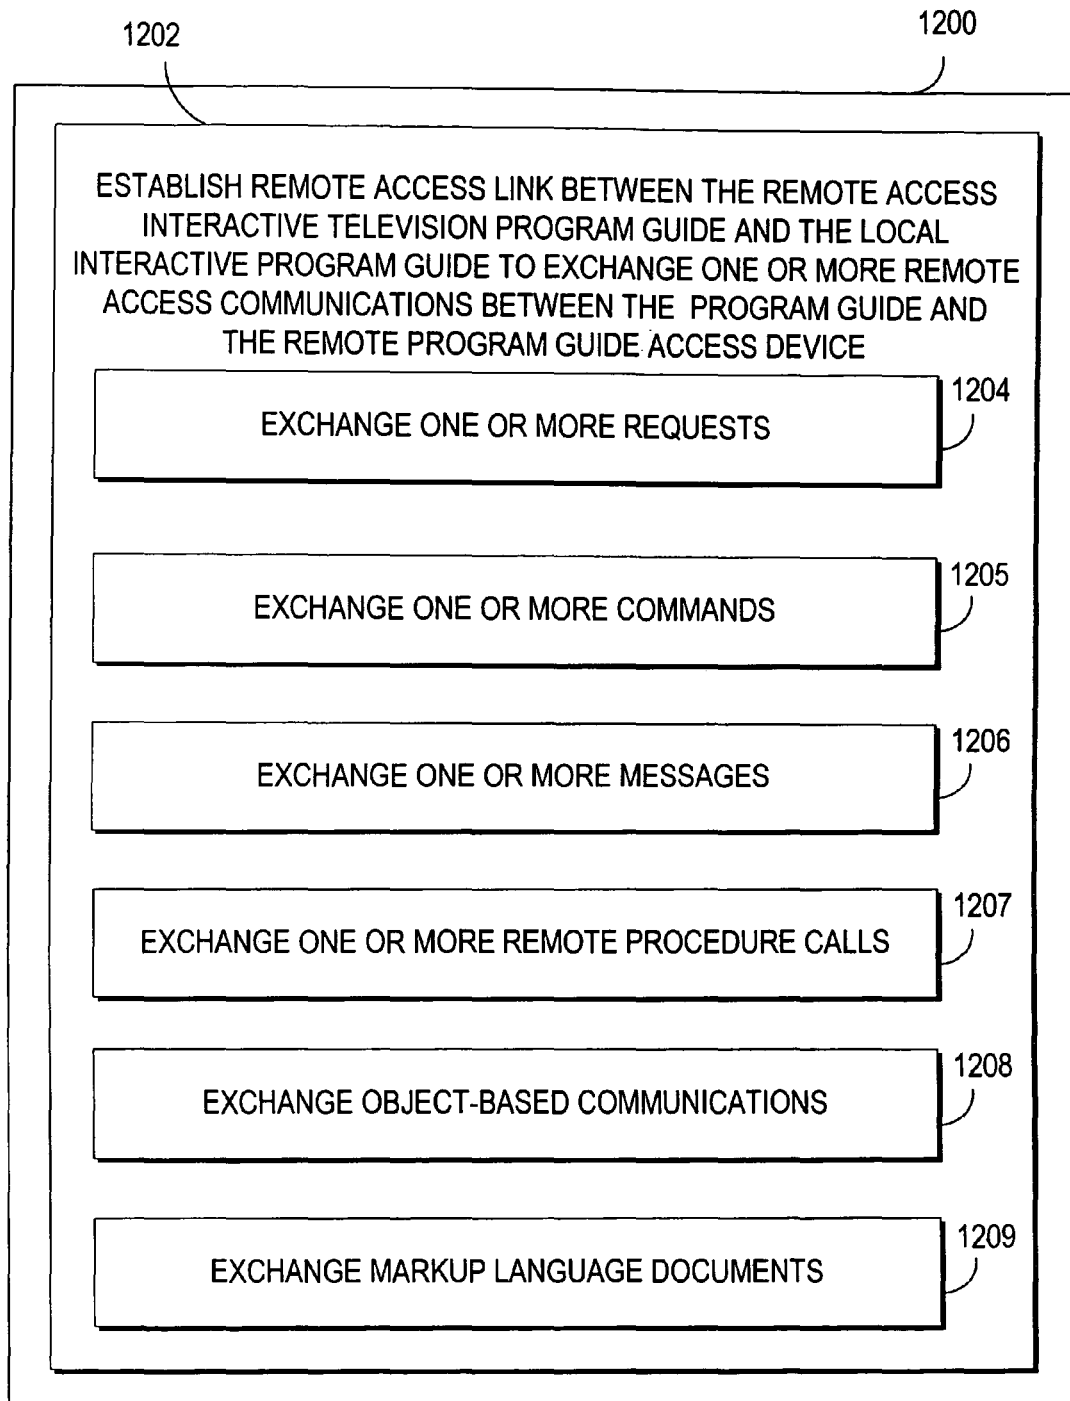 1202
1200
ESTABLISH REMOTE ACCESS LINK BETWEEN THE REMOTE ACCESS
INTERACTIVE TELEVISION PROGRAM GUIDE AND THE LOCAL
INTERACTIVE PROGRAM GUIDE TO EXCHANGE ONE OR MORE REMOTE
ACCESS COMMUNICATIONS BETWEEN THE PROGRAM GUIDE AND
THE REMOTE PROGRAM GUIDE ACCESS DEVICE
1204
EXCHANGE ONE OR MORE REQUESTS
1205
EXCHANGE ONE OR MORE COMMANDS
1206
EXCHANGE ONE OR MORE MESSAGES
1207
EXCHANGE ONE OR MORE REMOTE PROCEDURE CALLS
1208
EXCHANGE OBJECT-BASED COMMUNICATIONS
1209
EXCHANGE MARKUP LANGUAGE DOCUMENTS